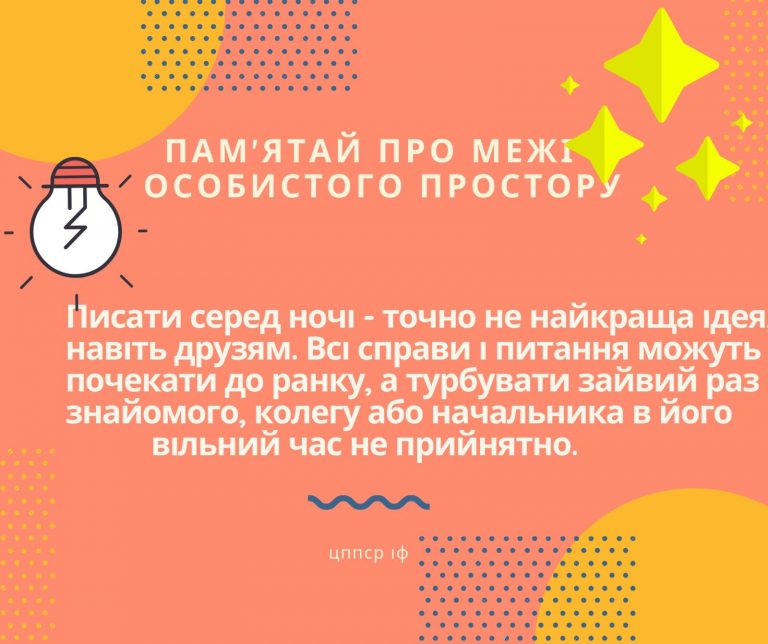 ПАМ'ЯТАЙ ПРО МЕЖІ
ОСОБИСТОГО ПРОСТОРУ
Писати серед ночі - точно не найкраща ідея,
навіть друзям. Всі справи і питання можуть
почекати до ранку, а турбувати зайвий раз
знайомого, колегу або начальника в його
вільний час не прийнятно.
цппср іф